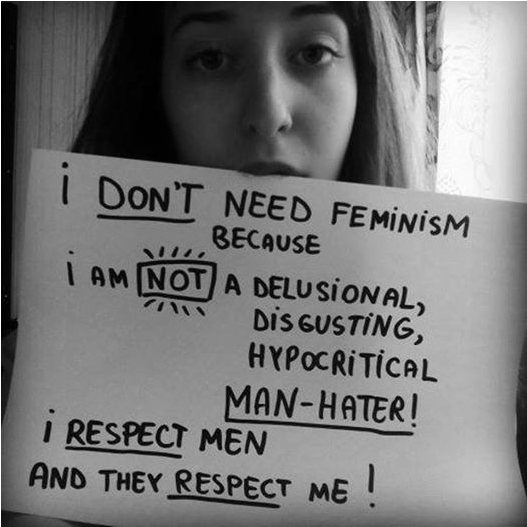 i DON'T NEED FEMiNiSM
BECAUSE
i AM NOT A DELUSiONAL,
DiSGUSTiNG,
HYPOCRiTiCAL
MAN-HATER!
i RESPECT MEN
AND THEY RESPECT ME!